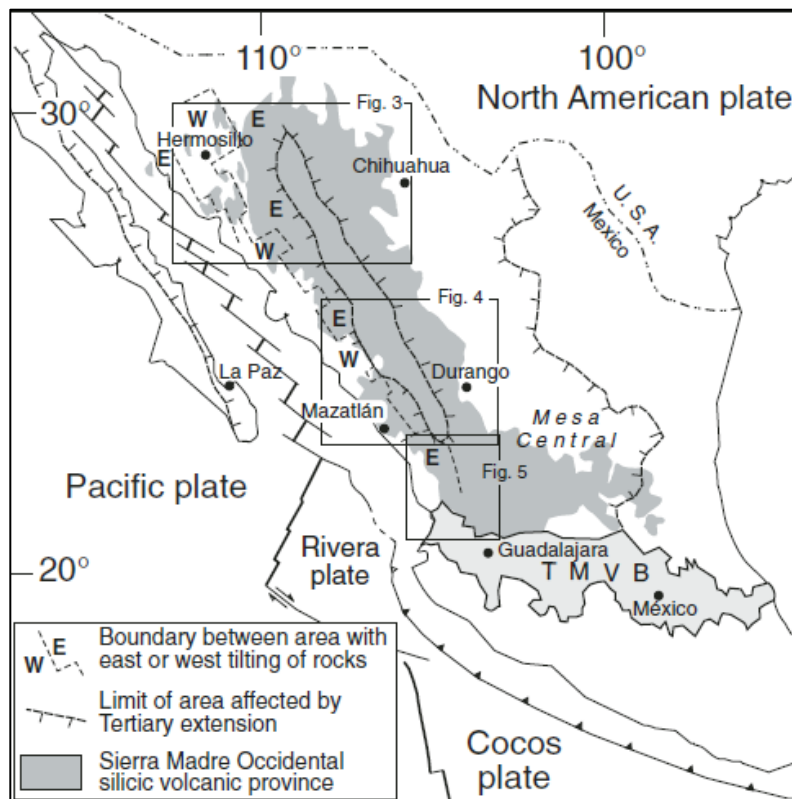 110°
100°
North American plate
30°
Fig. 3
W
E
Hermosillo
E
Chihuahua
E
W
U. S. A.
Mexico
Fig. 4
E
W
La Paz
Durango
Mazatlán
Mesa
Central
E
Fig. 5
Pacific plate
Rivera
plate
20°
Guadalajara
T M V B
México
Cocos
plate
W E
Boundary between area with
east or west tilting of rocks
Limit of area affected by
Tertiary extension
Sierra Madre Occidental
silicic volcanic province